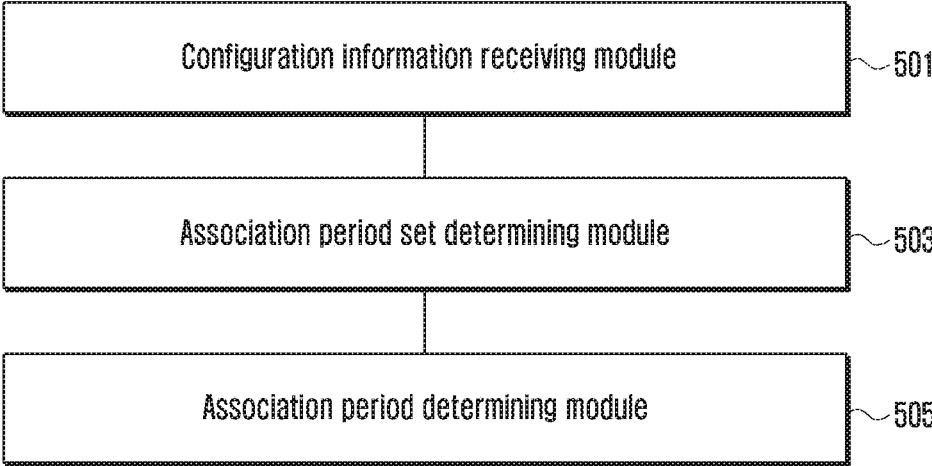 Configuration information receiving module
501
Association period set determining module
503
Association period determining module
505